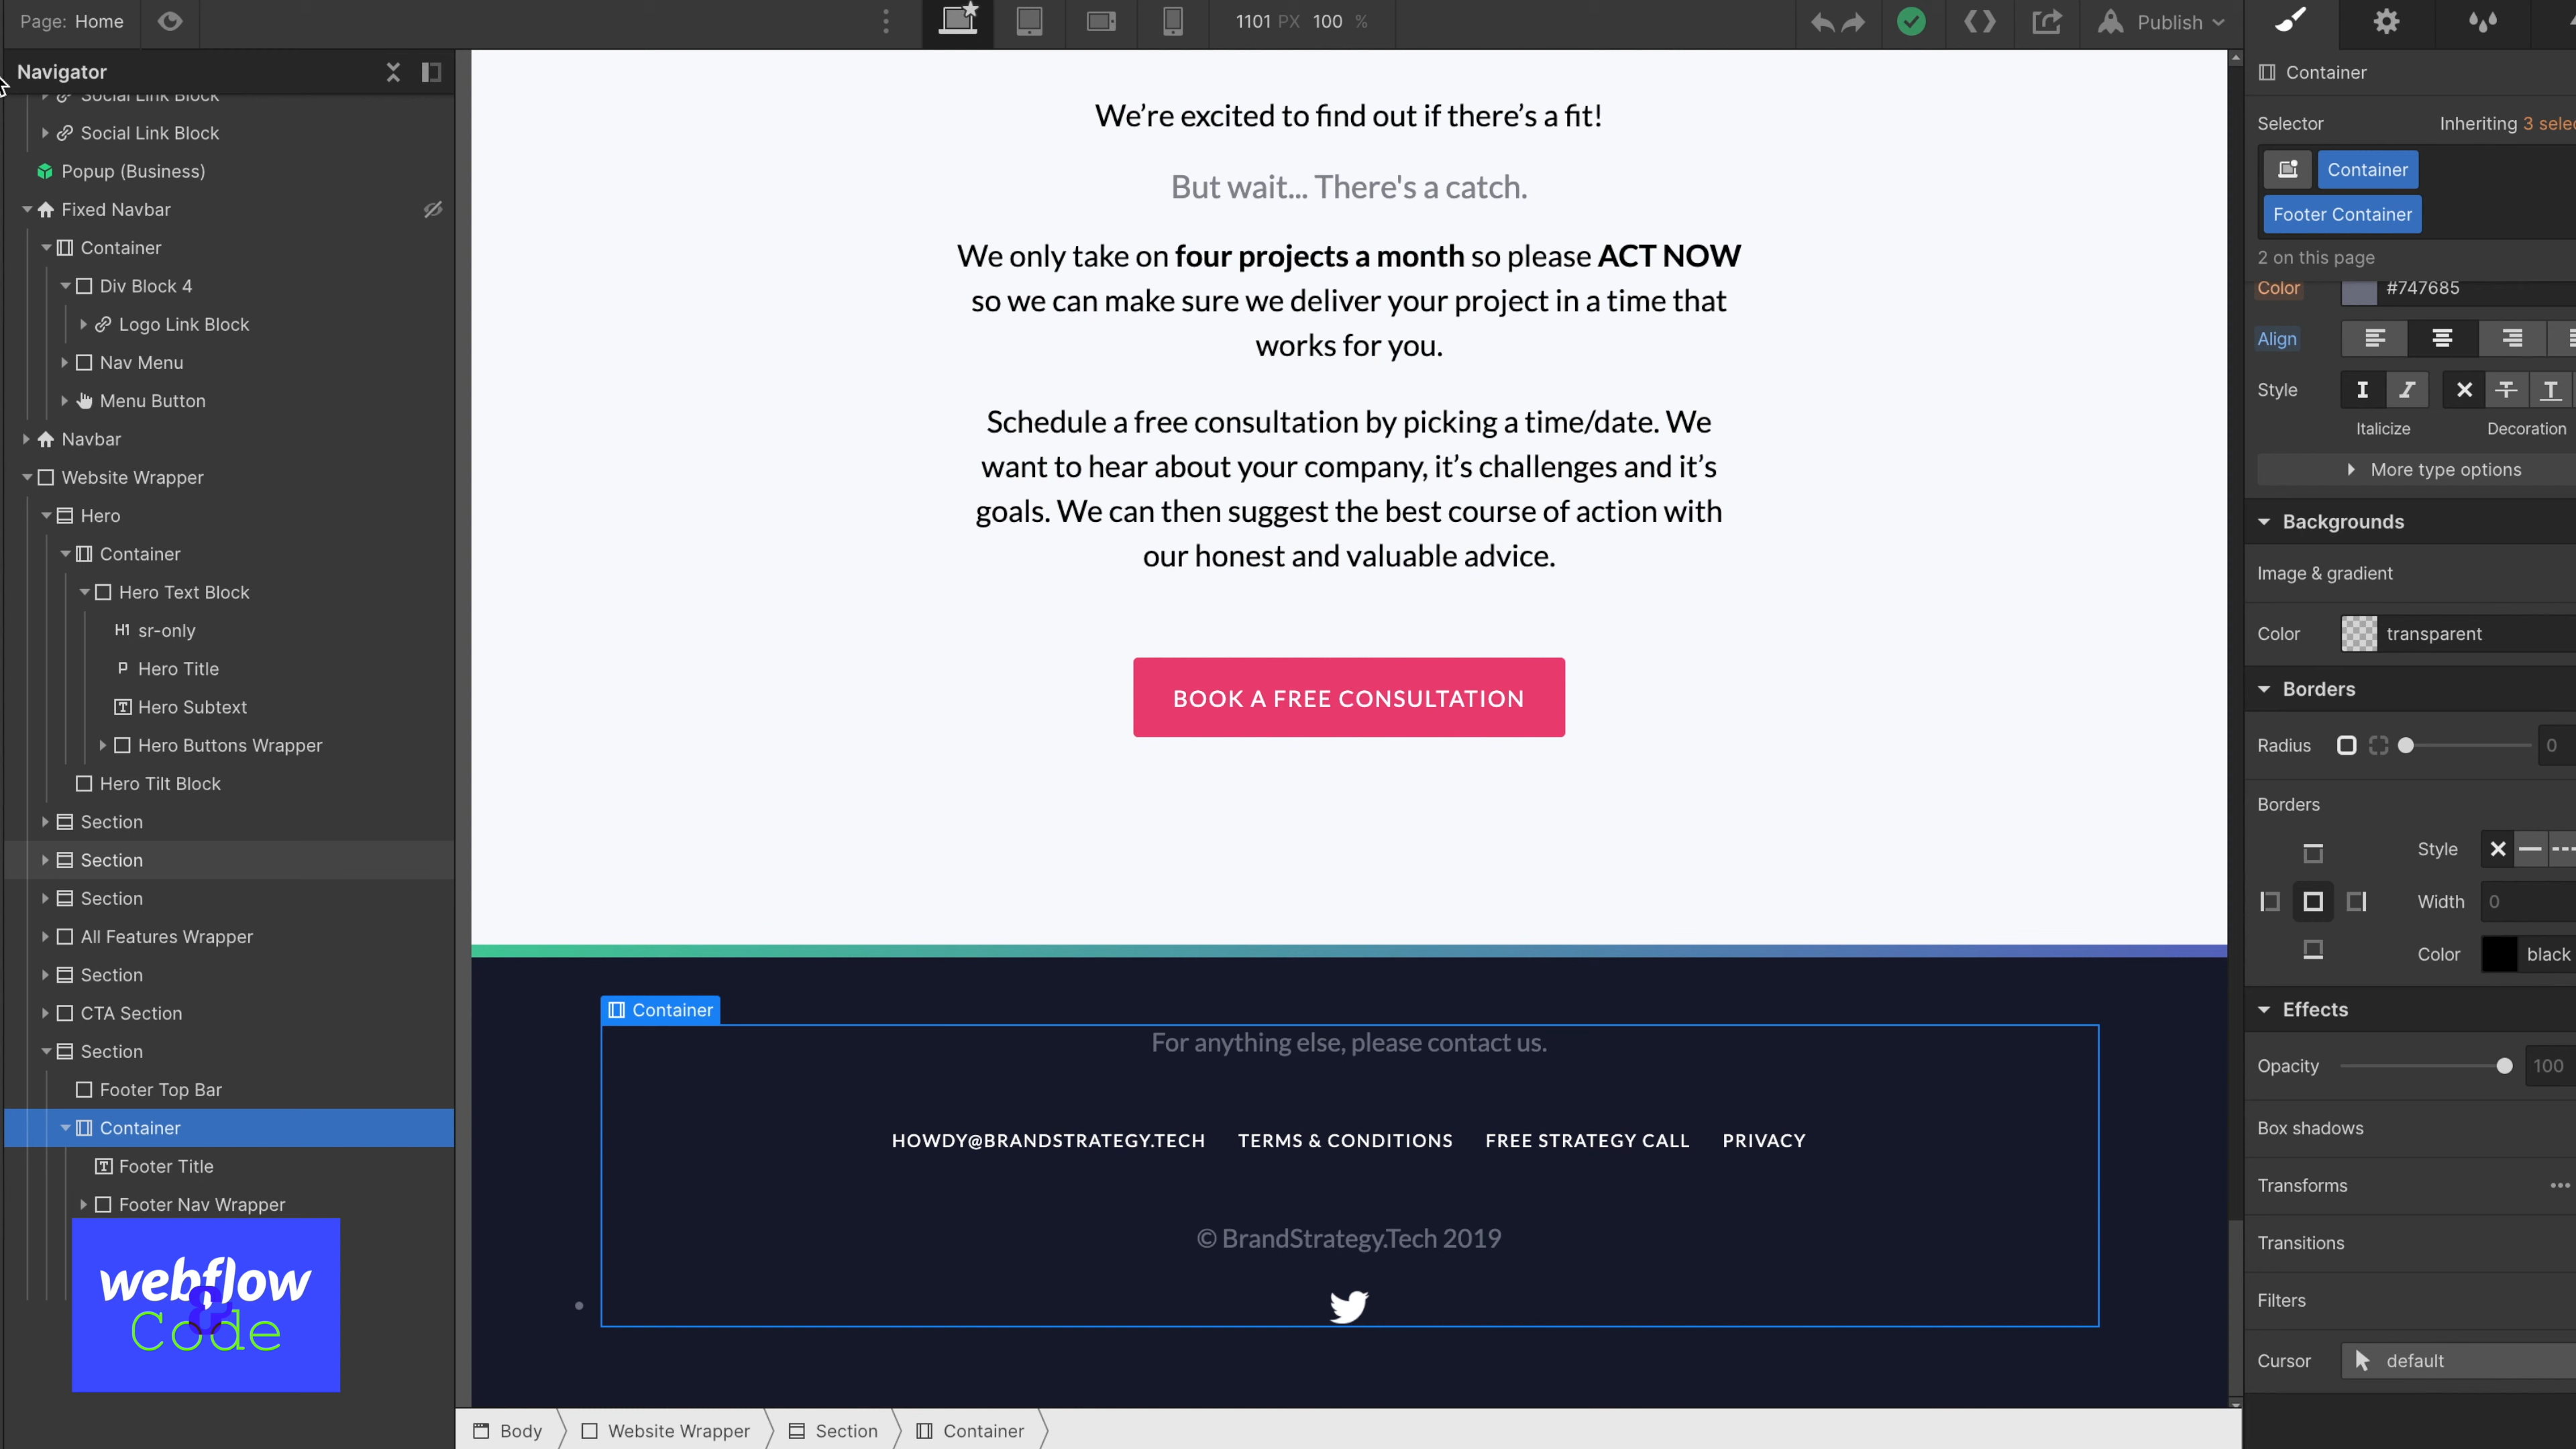 Page: Home
1101 PX 100 %
Publish
Navigator
Social Link Block
Social Link Block
Popup (Business)
Fixed Navbar
Container
Div Block 4
Logo Link Block
Nav Menu
Menu Button
Navbar
Website Wrapper
Hero
Container
Hero Text Block
H1 sr-only
P Hero Title
Hero Subtext
Hero Buttons Wrapper
Hero Tilt Block
Section
Section
Section
All Features Wrapper
Section
CTA Section
Section
Footer Top Bar
Container
Footer Title
Footer Nav Wrapper
webflow
&
Code
We’re excited to find out if there’s a fit!
But wait... There's a catch.
We only take on four projects a month so please ACT NOW
so we can make sure we deliver your project in a time that
works for you.
Schedule a free consultation by picking a time/date. We
want to hear about your company, it’s challenges and it’s
goals. We can then suggest the best course of action with
our honest and valuable advice.
BOOK A FREE CONSULTATION
Container
For anything else, please contact us.
HOWDY@BRANDSTRATEGY.TECH TERMS & CONDITIONS FREE STRATEGY CALL PRIVACY
© BrandStrategy.Tech 2019
Body Website Wrapper Section Container
Container
Selector Inheriting 3
Container
Footer Container
2 on this page
Color #747685
Align
Style
Italicize Decoration
More type options
Backgrounds
Image & gradient
Color transparent
Borders
Radius 0
Borders
Style
Width 0
Color black
Effects
Opacity 100
Box shadows
Transforms
Transitions
Filters
Cursor default